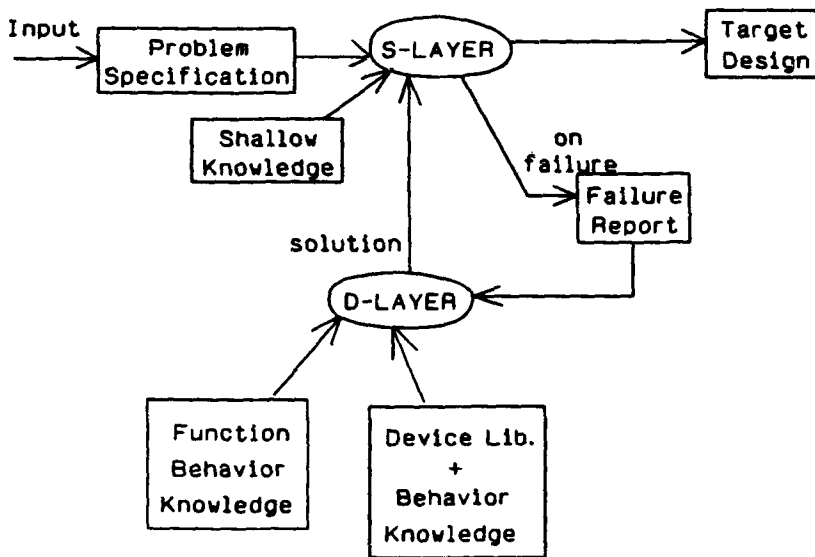 Input
Problem
Specification
S-LAYER
Target
Design
Shallow
Knowledge
on
failure
Failure
Report
solution
D-LAYER
Function
Behavior
Knowledge
Device Lib.
+
Behavior
Knowledge